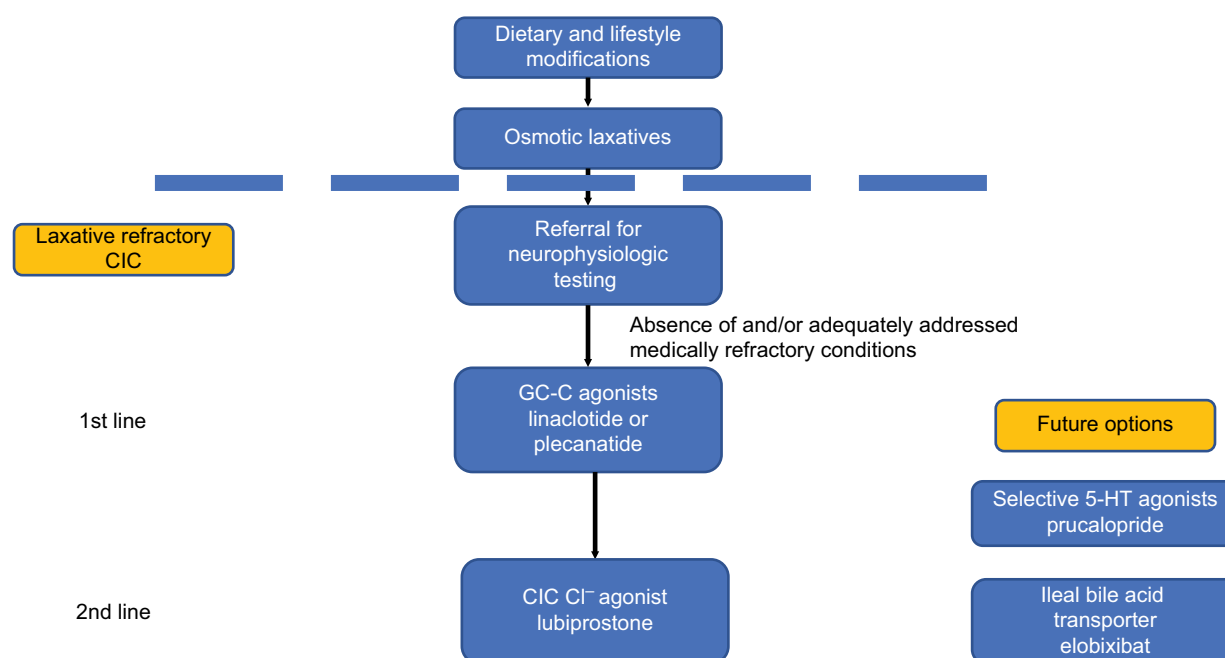 Dietary and lifestyle
modifications
Osmotic laxatives
Laxative refractory
CIC
Referral for
neurophysiologic
testing
Absence of and/or adequately addressed
medically refractory conditions
1st line
GC-C agonists
linaclotide or
plecanatide
Future options
Selective 5-HT agonists
prucalopride
2nd line
CIC Cl⁻ agonist
lubiprostone
Ileal bile acid
transporter
elobixibat